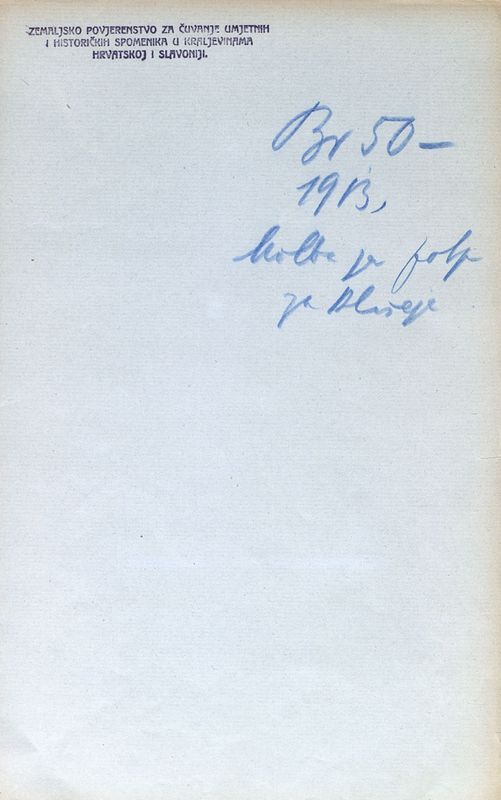 ZEMALJSKO POVJERENSTVO ZA ČUVANJE UMJETNIH
I HISTORIČKIH SPOMENIKA U KRALJEVINAMA
HRVATSKOJ I SLAVONIJI.
Br 50 –
1913,
Molba
za